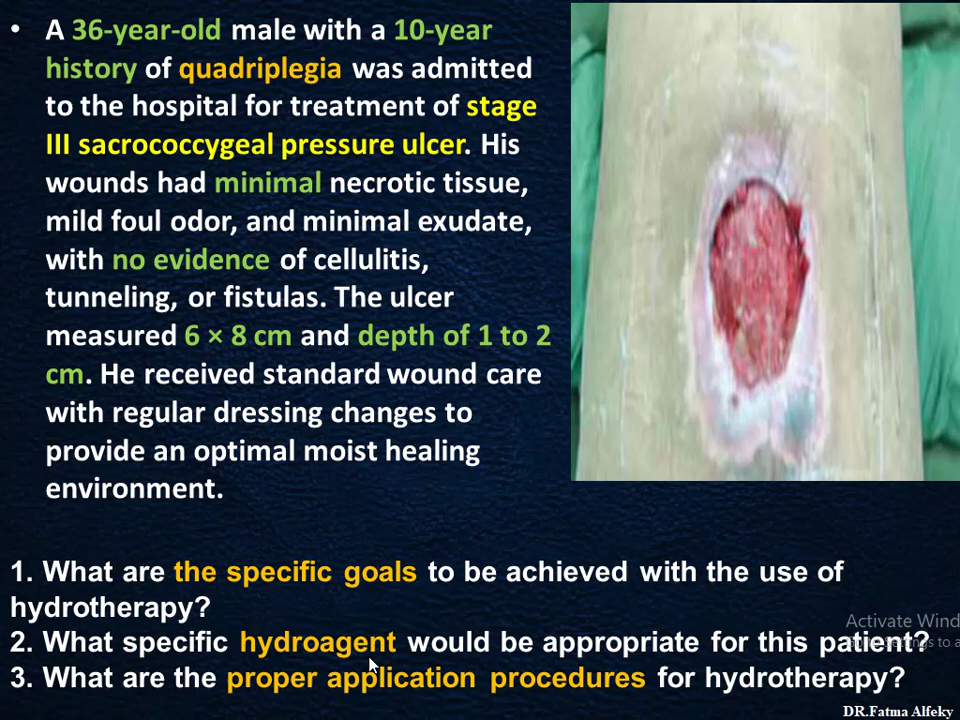 • A 36-year-old male with a 10-year
history of quadriplegia was admitted
to the hospital for treatment of stage
III sacrococcygeal pressure ulcer. His
wounds had minimal necrotic tissue,
mild foul odor, and minimal exudate,
with no evidence of cellulitis,
tunneling, or fistulas. The ulcer
measured 6 × 8 cm and depth of 1 to 2
cm. He received standard wound care
with regular dressing changes to
provide an optimal moist healing
environment.
1. What are the specific goals to be achieved with the use of
hydrotherapy?
2. What specific hydroagent would be appropriate for this patient?
3. What are the proper application procedures for hydrotherapy?
Activate Wind
to a
DR.Fatma Alfeky